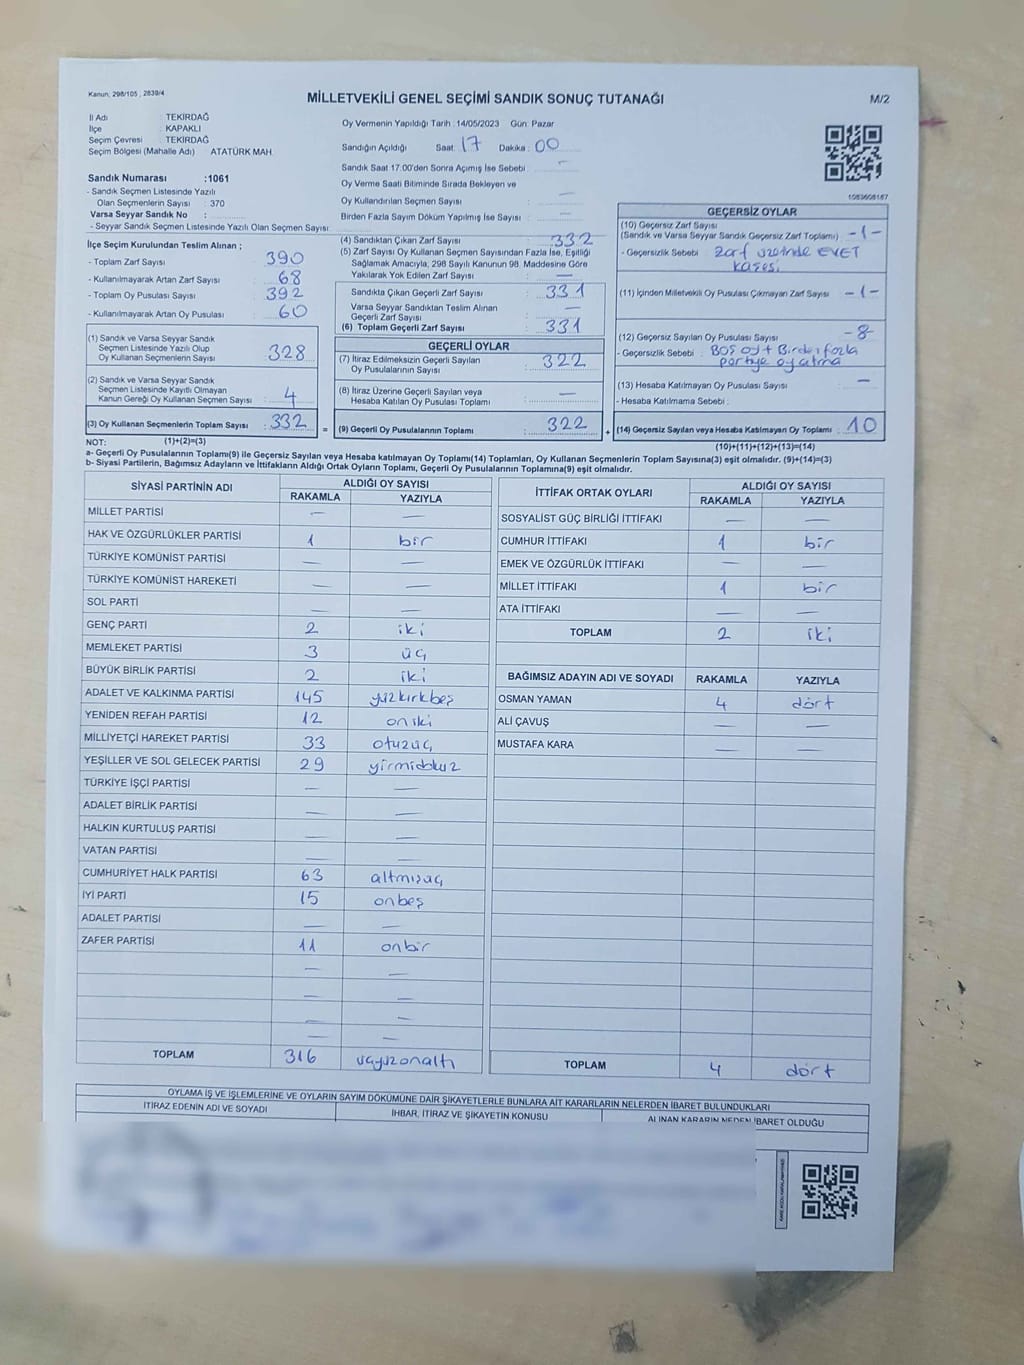 Kanun: 298/105 , 2839/4
MİLLETVEKİLİ GENEL SEÇİMİ SANDIK SONUÇ TUTANAĞI
M/2
İl Adı : TEKİRDAĞ
İlçe : KAPAKLI
Seçim Çevresi : TEKİRDAĞ
Seçim Bölgesi (Mahalle Adı) ATATÜRK MAH.
Oy Vermenin Yapıldığı Tarih : 14/05/2023 Gün: Pazar
Sandığın Açıldığı Saat: 17 Dakika : 00
Sandık Saat 17:00'den Sonra Açımış İse Sebebi : —
Oy Verme Saati Bitiminde Sırada Bekleyen ve
Oy Kullandırılan Seçmen Sayısı : —
Birden Fazla Sayım Döküm Yapılmış İse Sayısı : —
Sandık Numarası :1061
- Sandık Seçmen Listesinde Yazılı
Olan Seçmenlerin Sayısı : 370
Varsa Seyyar Sandık No :
- Seyyar Sandık Seçmen Listesinde Yazılı Olan Seçmen Sayısı:
İlçe Seçim Kurulundan Teslim Alınan ;
- Toplam Zarf Sayısı : 390
- Kullanılmayarak Artan Zarf Sayısı : 68
- Toplam Oy Pusulası Sayısı : 392
- Kullanılmayarak Artan Oy Pusulası : 60
(1) Sandık ve Varsa Seyyar Sandık
Seçmen Listesinde Yazılı Olup
Oy Kullanan Seçmenlerin Sayısı : 328
(2) Sandık ve Varsa Seyyar Sandık
Seçmen Listesinde Kayıtlı Olmayan
Kanun Gereği Oy Kullanan Seçmen Sayısı : 4
(3) Oy Kullanan Seçmenlerin Toplam Sayısı : 332
(4) Sandıktan Çıkan Zarf Sayısı : 332
(5) Zarf Sayısı Oy Kullanan Seçmen Sayısından Fazla İse, Eşitliği
Sağlamak Amacıyla, 298 Sayılı Kanunun 98. Maddesine Göre
Yakılarak Yok Edilen Zarf Sayısı : —
Sandıkta Çıkan Geçerli Zarf Sayısı : 331
Varsa Seyyar Sandıktan Teslim Alınan
Geçerli Zarf Sayısı : —
(6) Toplam Geçerli Zarf Sayısı : 331
GEÇERLİ OYLAR
(7) İtiraz Edilmeksizin Geçerli Sayılan
Oy Pusulasının Sayısı : 322
(8) İtiraz Üzerine Geçerli Sayılan veya
Hesaba Katılan Oy Pusulası Toplamı : —
= (9) Geçerli Oy Pusulalarının Toplamı : 322
1083608187
GEÇERSİZ OYLAR
(10) Geçersiz Zarf Sayısı
(Sandık ve Varsa Seyyar Sandık Geçersiz Zarf Toplamı) : -1-
- Geçersizlik Sebebi : Zarf üzerinde EVET
kaşesi
(11) İçinden Milletvekili Oy Pusulası Çıkmayan Zarf Sayısı : -1-
(12) Geçersiz Sayılan Oy Pusulası Sayısı : -8-
- Geçersizlik Sebebi : BOŞ oy + Birden fazla
partiye oy atma
(13) Hesaba Katılmayan Oy Pusulası Sayısı : —
- Hesaba Katılmama Sebebi :
+ (14) Geçersiz Sayılan veya Hesaba Katılmayan Oy Toplamı : 10
NOT: (1)+(2)=(3)
(10)+(11)+(12)+(13)=(14)
a- Geçerli Oy Pusulalarının Toplamı(9) ile Geçersiz Sayılan veya Hesaba katılmayan Oy Toplamı(14) Toplamları, Oy Kullanan Seçmenlerin Toplam Sayısına(3) eşit olmalıdır. (9)+(14)=(3)
b- Siyasi Partilerin, Bağımsız Adayların ve İttifakların Aldığı Ortak Oyların Toplamı, Geçerli Oy Pusulalarının Toplamına(9) eşit olmalıdır.
SİYASİ PARTİNİN ADI
ALDIĞI OY SAYISI
RAKAMLA YAZIYLA
MİLLET PARTİSİ — —
HAK VE ÖZGÜRLÜKLER PARTİSİ 1 bir
TÜRKİYE KOMÜNİST PARTİSİ — —
TÜRKİYE KOMÜNİST HAREKETİ — —
SOL PARTİ — —
GENÇ PARTİ 2 iki
MEMLEKET PARTİSİ 3 üç
BÜYÜK BİRLİK PARTİSİ 2 iki
ADALET VE KALKINMA PARTİSİ 145 yüzkırkbeş
YENİDEN REFAH PARTİSİ 12 oniki
MİLLİYETÇİ HAREKET PARTİSİ 33 otuzüç
YEŞİLLER VE SOL GELECEK PARTİSİ 29 yirmidokuz
TÜRKİYE İŞÇİ PARTİSİ — —
ADALET BİRLİK PARTİSİ — —
HALKIN KURTULUŞ PARTİSİ — —
VATAN PARTİSİ — —
CUMHURİYET HALK PARTİSİ 63 altmışüç
İYİ PARTİ 15 onbeş
ADALET PARTİSİ — —
ZAFER PARTİSİ 11 onbir
— —
— —
— —
— —
TOPLAM 316 üçyüzonaltı
İTTİFAK ORTAK OYLARI
ALDIĞI OY SAYISI
RAKAMLA YAZIYLA
SOSYALİST GÜÇ BİRLİĞİ İTTİFAKI — —
CUMHUR İTTİFAKI 1 bir
EMEK VE ÖZGÜRLÜK İTTİFAKI — —
MİLLET İTTİFAKI 1 bir
ATA İTTİFAKI — —
TOPLAM 2 iki
BAĞIMSIZ ADAYIN ADI VE SOYADI RAKAMLA YAZIYLA
OSMAN YAMAN 4 dört
ALİ ÇAVUŞ — —
MUSTAFA KARA — —
TOPLAM 4 dört
OYLAMA İŞ VE İŞLEMLERİNE VE OYLARIN SAYIM DÖKÜMÜNE DAİR ŞİKAYETLERLE BUNLARA AİT KARARLARIN NELERDEN İBARET BULUNDUKLARI
İTİRAZ EDENİN ADI VE SOYADI
İHBAR, İTİRAZ VE ŞİKAYETİN KONUSU
ALINAN KARARIN NEDEN İBARET OLDUĞU